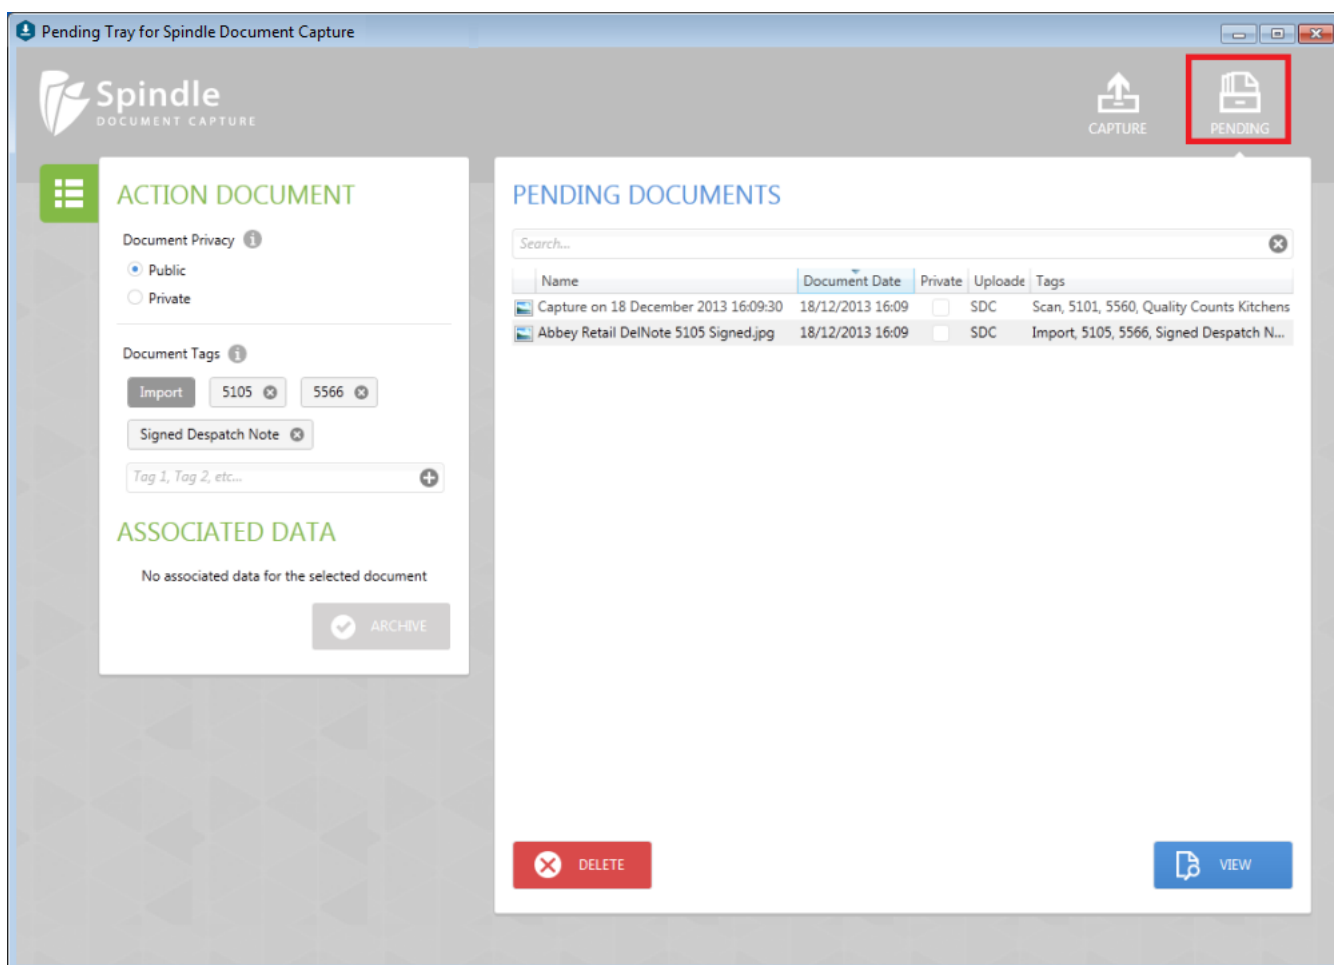 Pending Tray for Spindle Document Capture
Spindle
DOCUMENT CAPTURE
CAPTURE
PENDING
ACTION DOCUMENT
Document Privacy
Public
Private
Document Tags
Import 5105 5566
Signed Despatch Note
Tag 1, Tag 2, etc...
ASSOCIATED DATA
No associated data for the selected document
ARCHIVE
PENDING DOCUMENTS
Search...
Name Document Date Private Uploade Tags
Capture on 18 December 2013 16:09:30 18/12/2013 16:09 SDC Scan, 5101, 5560, Quality Counts Kitchens
Abbey Retail DelNote 5105 Signed.jpg 18/12/2013 16:09 SDC Import, 5105, 5566, Signed Despatch N...
DELETE
VIEW